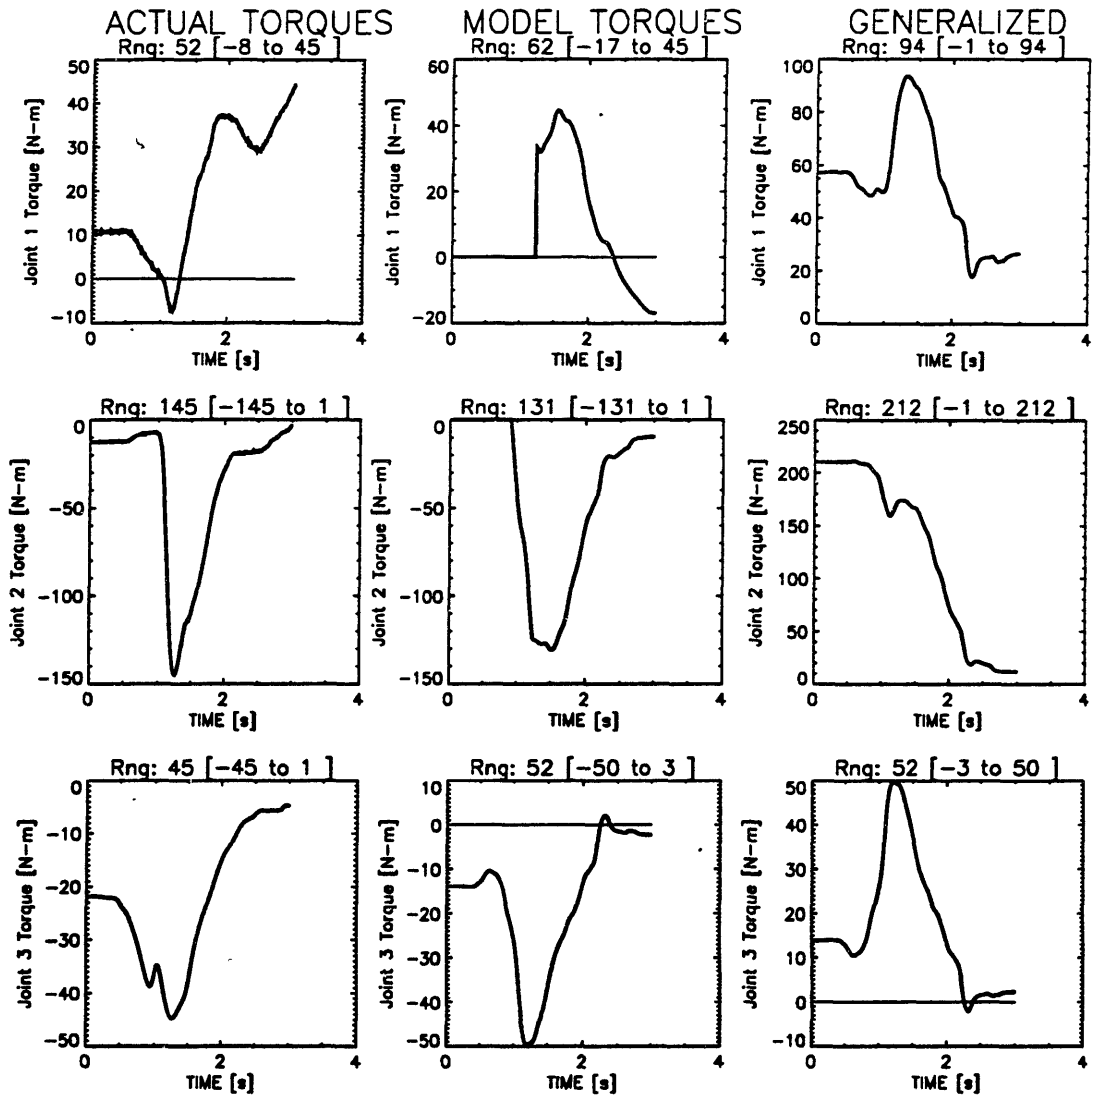 ACTUAL TORQUES
MODEL TORQUES
GENERALIZED
Rng: 52 [-8 to 45 ]
Rng: 62 [-17 to 45 ]
Rng: 94 [-1 to 94 ]
Joint 1 Torque [N-m]
50
40
30
20
10
0
-10
0
2
4
TIME [s]
Joint 1 Torque [N-m]
60
40
20
0
-20
0
2
4
TIME [s]
Joint 1 Torque [N-m]
100
80
60
40
20
0
0
2
4
TIME [s]
Rng: 145 [-145 to 1 ]
Rng: 131 [-131 to 1 ]
Rng: 212 [-1 to 212 ]
Joint 2 Torque [N-m]
0
-50
-100
-150
0
2
4
TIME [s]
Joint 2 Torque [N-m]
0
-50
-100
-150
0
2
4
TIME [s]
Joint 2 Torque [N-m]
250
200
150
100
50
0
0
2
4
TIME [s]
Rng: 45 [-45 to 1 ]
Rng: 52 [-50 to 3 ]
Rng: 52 [-3 to 50 ]
Joint 3 Torque [N-m]
0
-10
-20
-30
-40
-50
0
2
4
TIME [s]
Joint 3 Torque [N-m]
10
0
-10
-20
-30
-40
-50
0
2
4
TIME [s]
Joint 3 Torque [N-m]
50
40
30
20
10
0
-10
0
2
4
TIME [s]